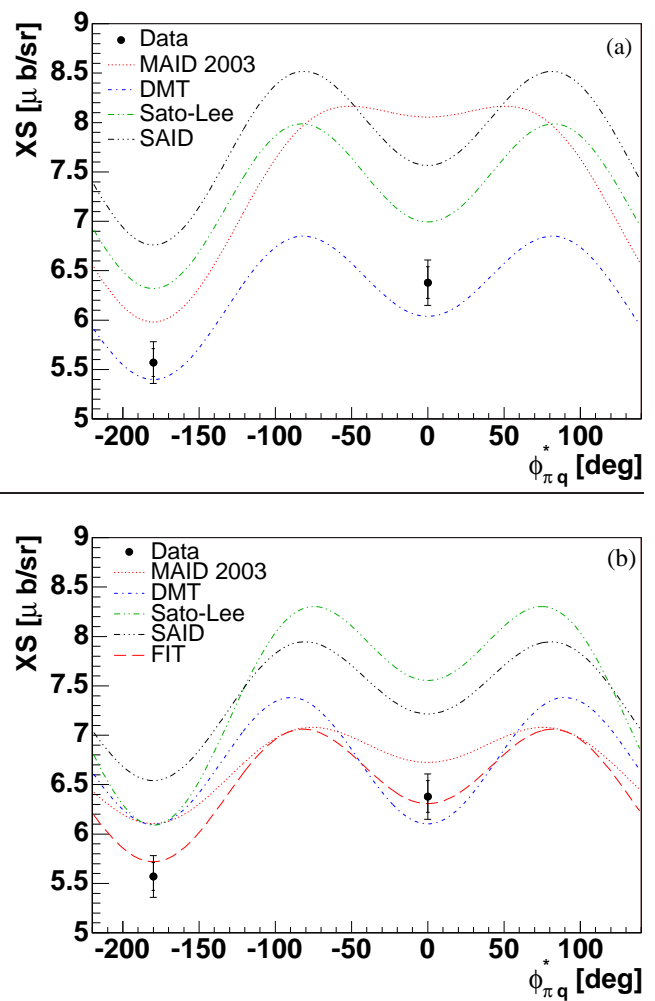 (a)
XS [μ b/sr]
9
8.5
8
7.5
7
6.5
6
5.5
5
Data
MAID 2003
DMT
Sato-Lee
SAID
-200 -150 -100 -50 0 50 100
ϕ*π q [deg]
(b)
XS [μ b/sr]
9
8.5
8
7.5
7
6.5
6
5.5
5
Data
MAID 2003
DMT
Sato-Lee
SAID
FIT
-200 -150 -100 -50 0 50 100
ϕ*π q [deg]